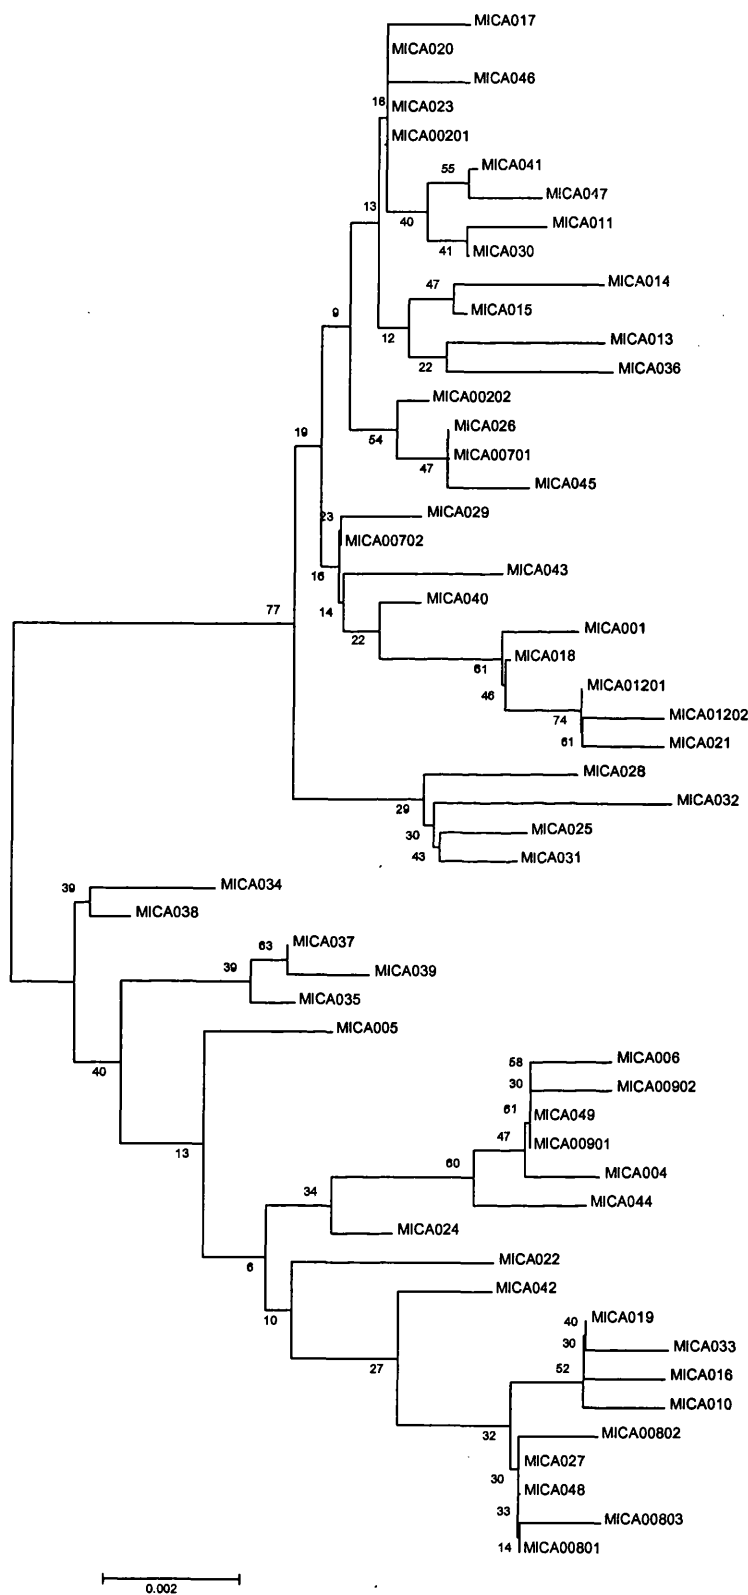 MICA017
MICA020
MICA046
16
MICA023
MICA00201
55
MICA041
MICA047
13
40
MICA011
41
MICA030
47
MICA014
9
MICA015
12
MICA013
22
MICA036
MICA00202
19
54
MICA026
47
MICA00701
MICA045
23
MICA029
MICA00702
16
MICA043
14
MICA040
77
22
MICA001
61
MICA018
46
MICA01201
74
MICA01202
61
MICA021
MICA028
29
MICA032
30
MICA025
43
MICA031
39
MICA034
MICA038
63
MICA037
39
MICA039
MICA035
MICA005
40
58
MICA006
30
MICA00902
61
MICA049
13
47
MICA00901
60
MICA004
34
MICA044
MICA024
6
MICA022
10
MICA042
40
MICA019
30
MICA033
27
52
MICA016
MICA010
32
MICA00802
MICA027
30
MICA048
33
MICA00803
14
MICA00801
0.002